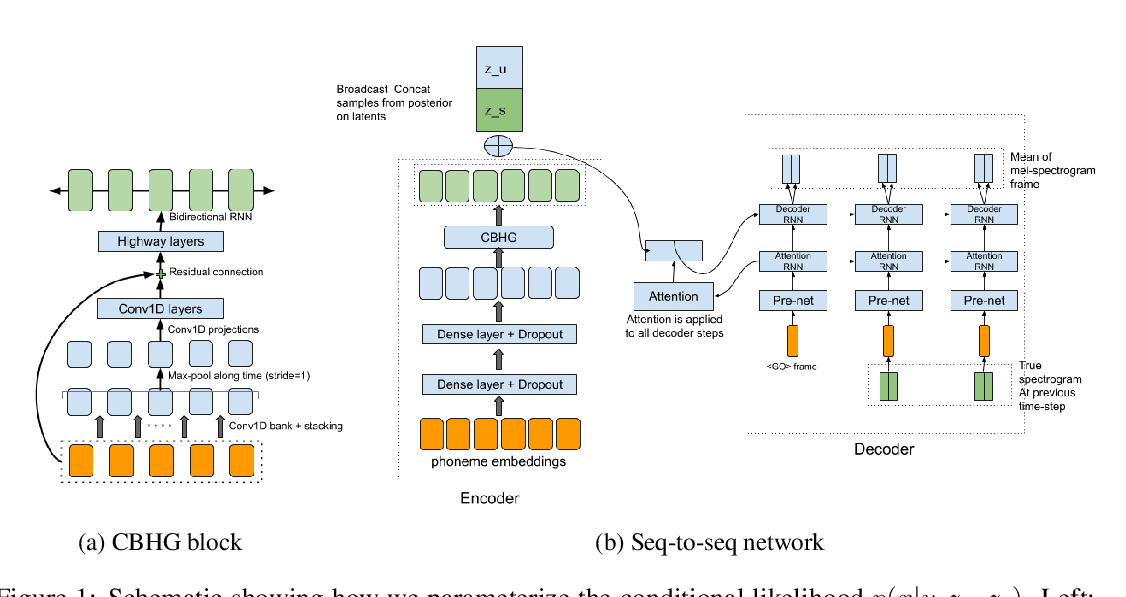 z_u
Broadcast Concat
samples from posterior
on latents
z_s
Mean of
mel-spectrogram
frame
Bidirectional RNN
Highway layers
Residual connection
Conv1D layers
Conv1D projections
Max-pool along time (stride=1)
Conv1D bank + stacking
CBHG
Dense layer + Dropout
Dense layer + Dropout
phoneme embeddings
Encoder
Attention
Attention is applied
to all decoder steps
Decoder
RNN
Decoder
RNN
Decoder
RNN
Attention
RNN
Attention
RNN
Attention
RNN
Pre-net
Pre-net
Pre-net
<GO> frame
True
spectrogram
At previous
time-step
Decoder
(a) CBHG block
(b) Seq-to-seq network
Figure 1: Schematic showing how we parameterize the conditional likelihood Left: